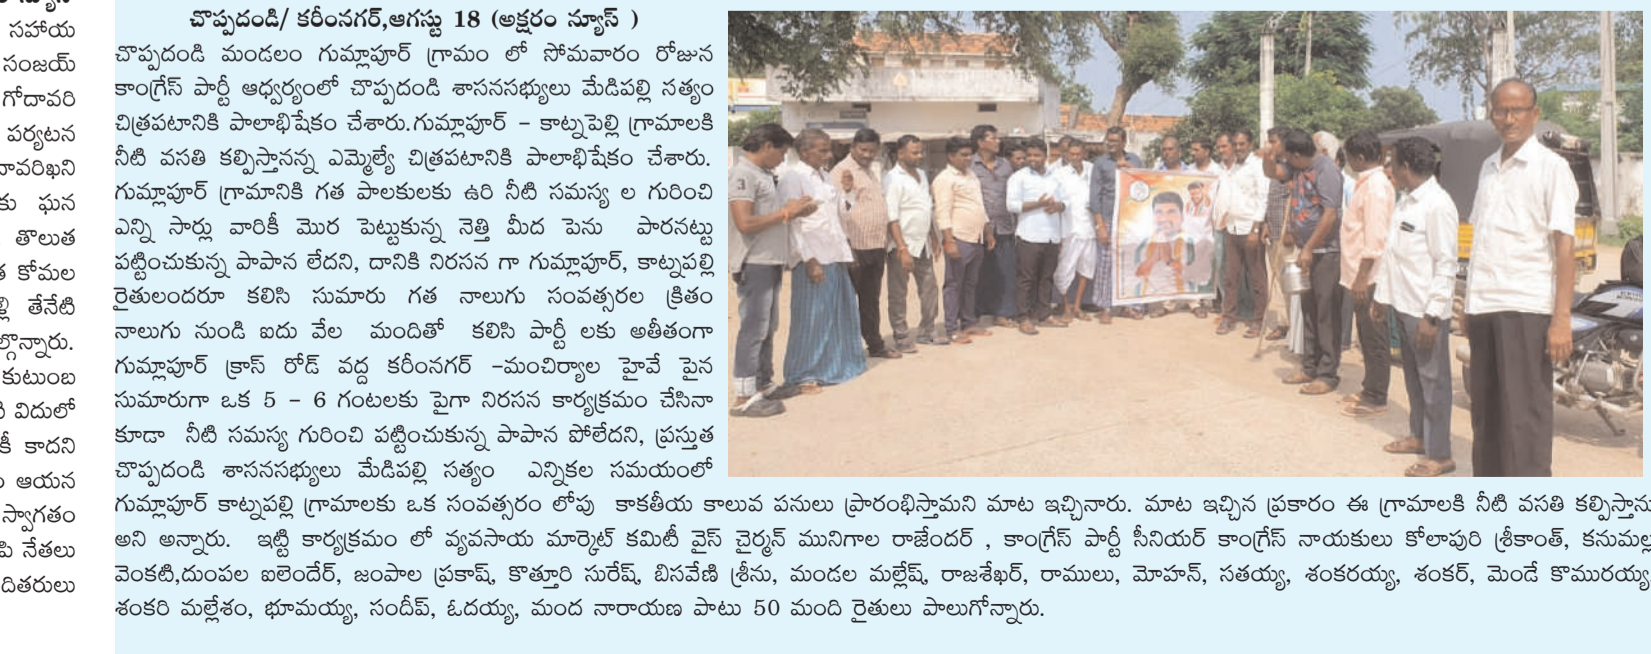 సహాయ
సంజయ్
గోదావరి
పర్యటన
కు ఘన
తొలుత
కోమల
తేనేటి
కుటుంబ
విదులో
కాదని
ఆయన
స్వాగతం
నేతలు
దితరులు
చొప్పదండి/ కరీంనగర్,ఆగస్టు 18 (అక్షరం న్యూస్ )
చొప్పదండి మండలం గుమ్లాపూర్ గ్రామం లో సోమవారం రోజున
కాంగ్రేస్ పార్టీ ఆధ్వర్యంలో చొప్పదండి శాసనసభ్యులు మేడిపల్లి సత్యం
చిత్రపటానికి పాలాభిషేకం చేశారు.గుమ్లాపూర్ - కాట్నపెల్లి గ్రామాలకి
నీటి వసతి కల్పిస్తానన్న ఎమ్మెల్యే చిత్రపటానికి పాలాభిషేకం చేశారు.
గుమ్లాపూర్ గ్రామానికి గత పాలకులకు ఉరి నీటి సమస్య ల గురించి
ఎన్ని సార్లు వారికీ మొర పెట్టుకున్న నెత్తి మీద పెను పారనట్టు
పట్టించుకున్న పాపాన లేదని, దానికి నిరసన గా గుమ్లాపూర్, కాట్నపల్లి
రైతులందరూ కలిసి సుమారు గత నాలుగు సంవత్సరల క్రితం
నాలుగు నుండి ఐదు వేల మందితో కలిసి పార్టీ లకు అతీతంగా
గుమ్లాపూర్ క్రాస్ రోడ్ వద్ద కరీంనగర్ -మంచిర్యాల హైవే పైన
సుమారుగా ఒక 5 - 6 గంటలకు పైగా నిరసన కార్యక్రమం చేసినా
కూడా నీటి సమస్య గురించి పట్టించుకున్న పాపాన పోలేదని, ప్రస్తుత
చొప్పదండి శాసనసభ్యులు మేడిపల్లి సత్యం ఎన్నికల సమయంలో
గుమ్లాపూర్ కాట్నపల్లి గ్రామాలకు ఒక సంవత్సరం లోపు కాకతీయ కాలువ పనులు ప్రారంభిస్తామని మాట ఇచ్చినారు. మాట ఇచ్చిన ప్రకారం ఈ గ్రామాలకి నీటి వసతి కల్పిస్తాను
అని అన్నారు. ఇట్టి కార్యక్రమం లో వ్యవసాయ మార్కెట్ కమిటీ వైస్ చైర్మన్ మునిగాల రాజేందర్ , కాంగ్రేస్ పార్టీ సీనియర్ కాంగ్రేస్ నాయకులు కోలాపురి శ్రీకాంత్, కనుమల్ల
వెంకటి,దుంపల ఐలెందేర్, జంపాల ప్రకాష్, కొత్తూరి సురేష్, బిసవేణి శ్రీను, మండల మల్లేష్, రాజశేఖర్, రాములు, మోహన్, సతయ్య, శంకరయ్య, శంకర్, మెండే కొమురయ్య,
శంకరి మల్లేశం, భూమయ్య, సందీప్, ఓదయ్య, మంద నారాయణ పాటు 50 మంది రైతులు పాలుగోన్నారు.